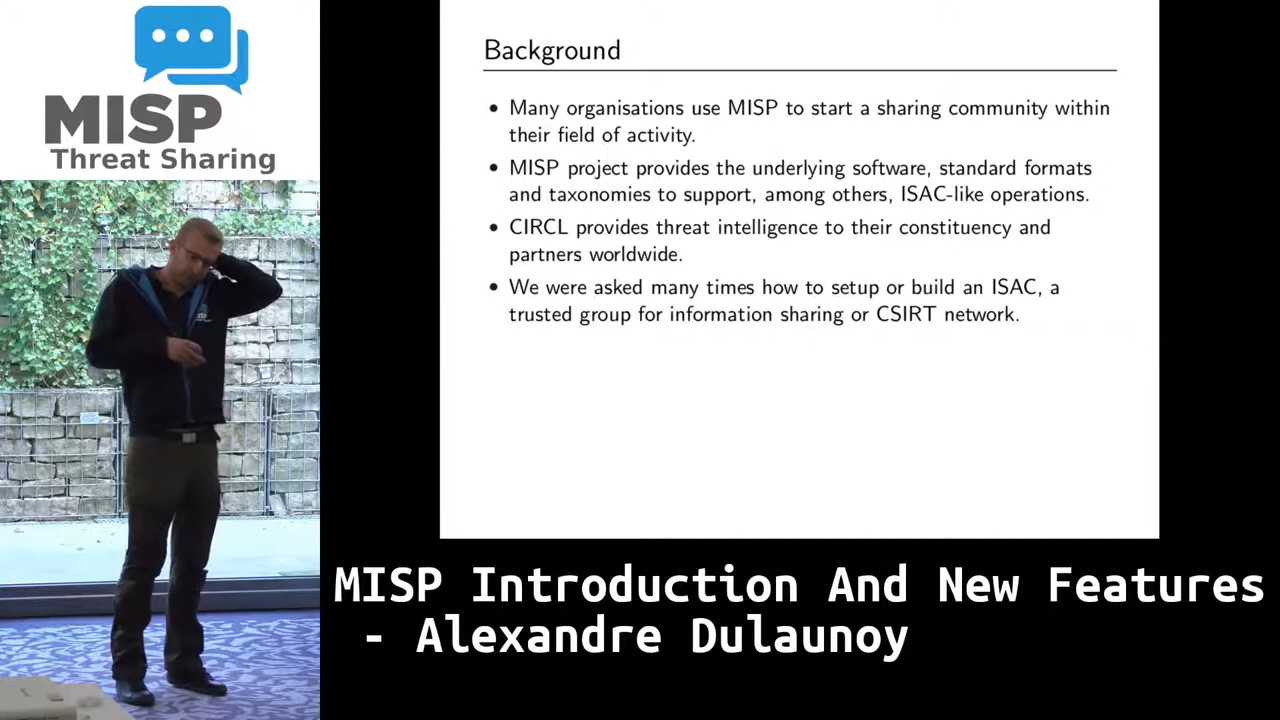 MISP
Threat Sharing
Background
• Many organisations use MISP to start a sharing community within
their field of activity.
• MISP project provides the underlying software, standard formats
and taxonomies to support, among others, ISAC-like operations.
• CIRCL provides threat intelligence to their constituency and
partners worldwide.
• We were asked many times how to setup or build an ISAC, a
trusted group for information sharing or CSIRT network.
MISP Introduction And New Features
- Alexandre Dulaunoy